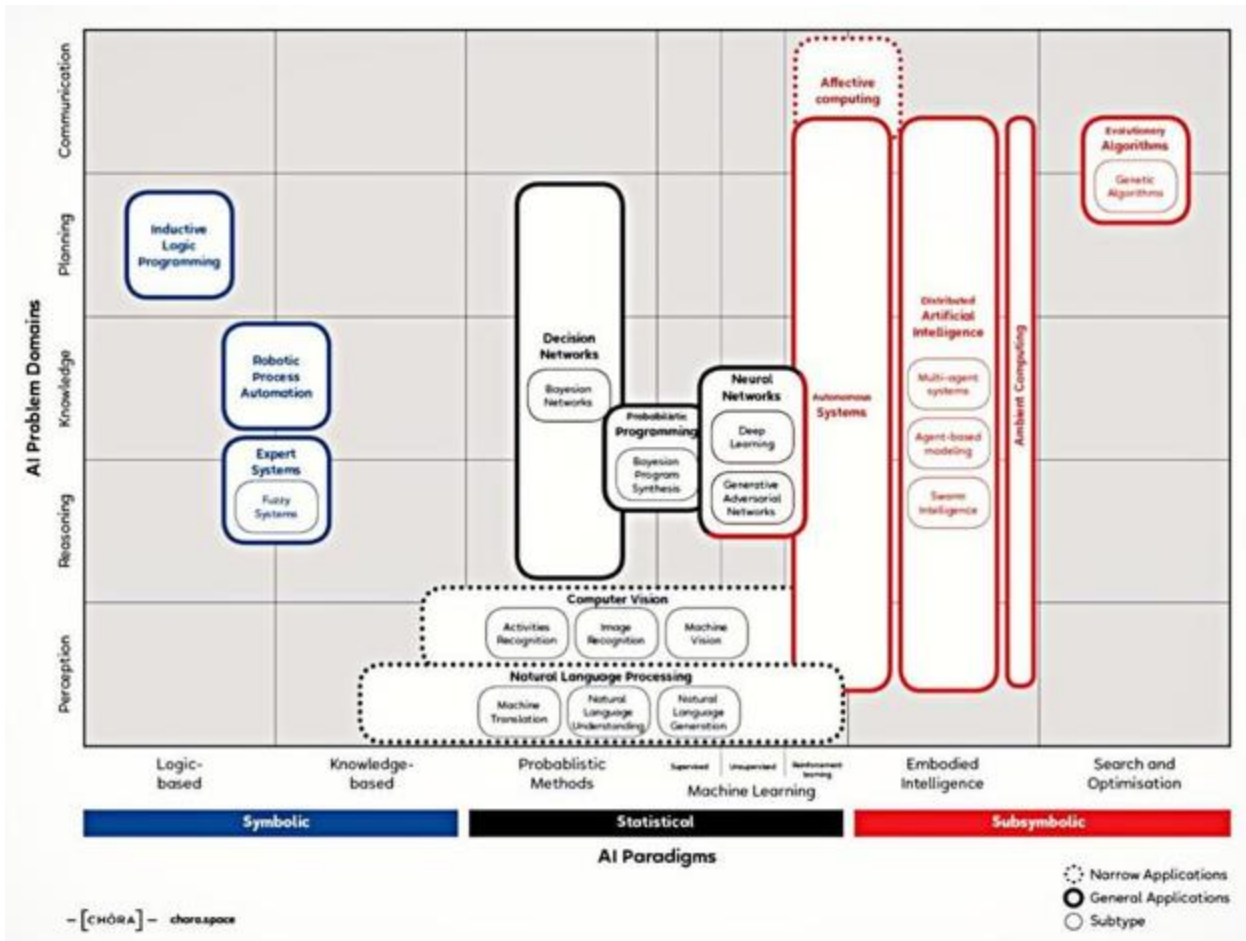 Communication
Planning
Knowledge
Reasoning
Perception
AI Problem Domains
Affective
computing
Evolutionary
Algorithms
Genetic
Algorithms
Inductive
Logic
Programming
Robotic
Process
Automation
Expert
Systems
Fuzzy
Systems
Decision
Networks
Bayesian
Networks
Probabilistic
Programming
Bayesian
Program
Synthesis
Neural
Networks
Deep
Learning
Generative
Adversarial
Networks
Autonomous
Systems
Distributed
Artificial
Intelligence
Multi-agent
systems
Agent-based
modeling
Swarm
Intelligence
Ambient Computing
Computer Vision
Activities
Recognition
Image
Recognition
Machine
Vision
Natural Language Processing
Machine
Translation
Natural
Language
Understanding
Natural
Language
Generation
Logic-
based
Knowledge-
based
Probablistic
Methods
Supervised
Unsupervised
Reinforcement
learning
Machine Learning
Embodied
Intelligence
Search and
Optimisation
Symbolic
Statistical
Subsymbolic
AI Paradigms
Narrow Applications
General Applications
Subtype
–[CHÔRA]– chora.space